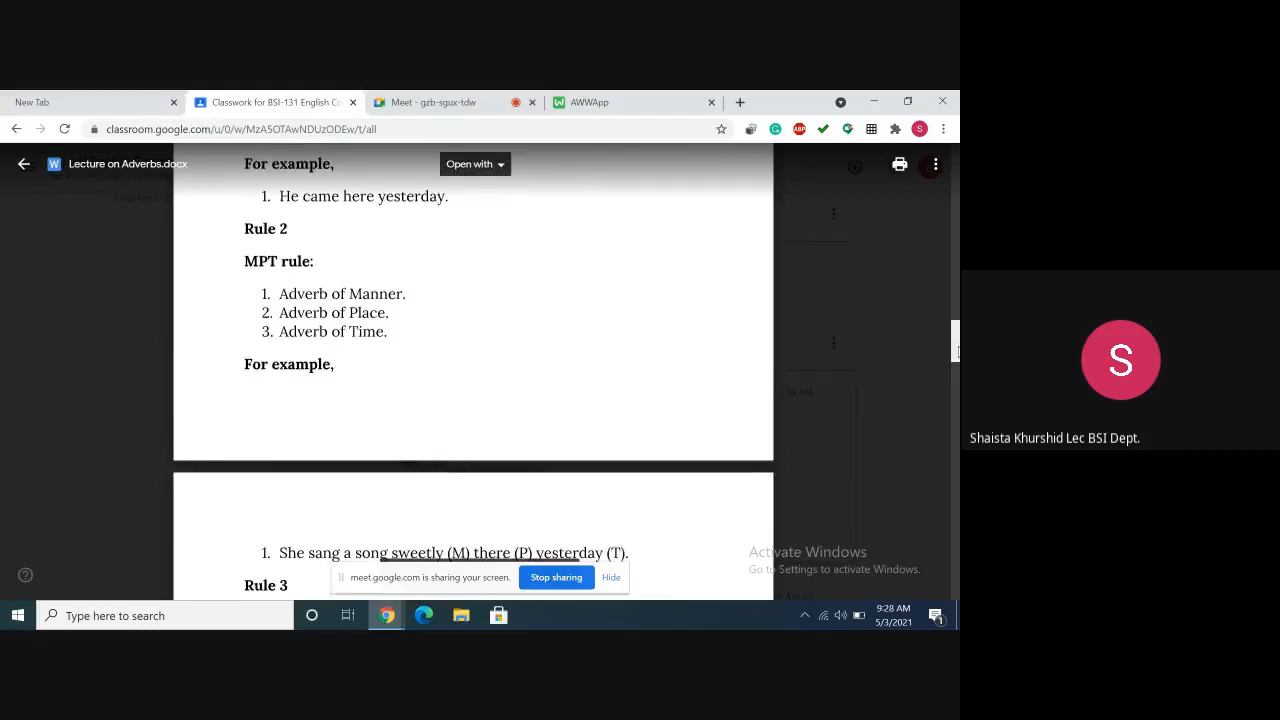 New Tab
Classwork for BSI-131 English Co
Meet - gzb-sgux-tdw
AWWApp
classroom.google.com/u/0/w/MzA5OTAwNDUzODEw/t/all
ABP
S
W Lecture on Adverbs.docx
Open with
For example,
1. He came here yesterday.
Rule 2
MPT rule:
1. Adverb of Manner.
2. Adverb of Place.
3. Adverb of Time.
For example,
1. She sang a song sweetly (M) there (P) yesterday (T).
Rule 3
meet.google.com is sharing your screen.
Stop sharing
Hide
Activate Windows
Go to Settings to activate Windows.
Type here to search
9:28 AM
5/3/2021
1
S
Shaista Khurshid Lec BSI Dept.